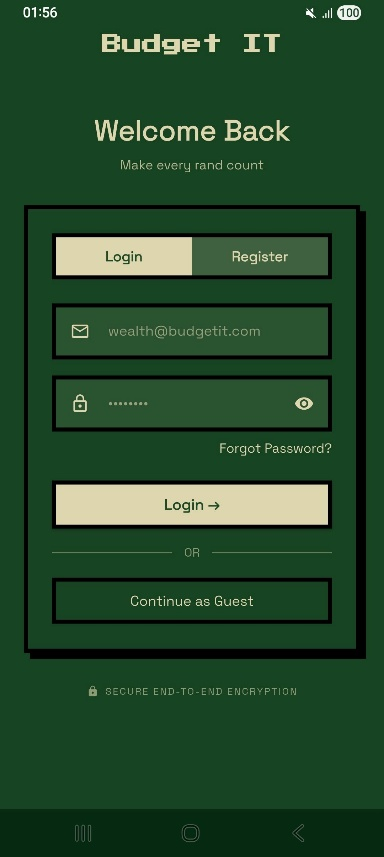 01:56
100
Budget IT
Welcome Back
Make every rand count
Login
Register
wealth@budgetit.com
••••••••
Forgot Password?
Login →
OR
Continue as Guest
SECURE END-TO-END ENCRYPTION